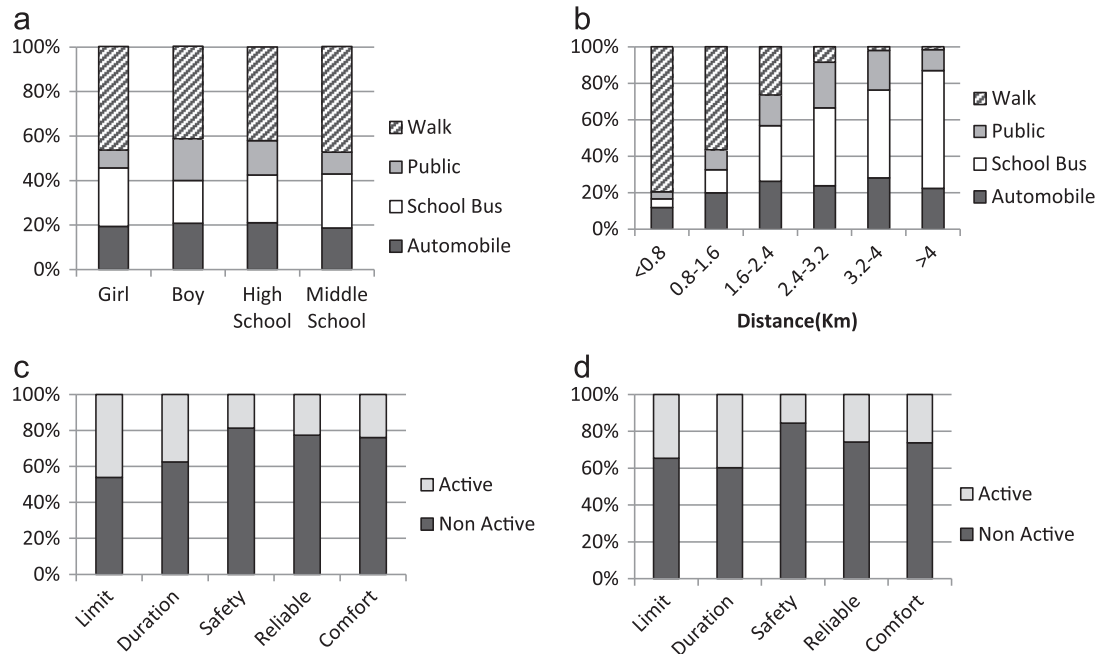 a
100%
80%
60%
40%
20%
0%
Girl
Boy
High
School
Middle
School
Walk
Public
School Bus
Automobile
b
100%
80%
60%
40%
20%
0%
<0.8
0.8-1.6
1.6-2.4
2.4-3.2
3.2-4
>4
Distance(Km)
Walk
Public
School Bus
Automobile
c
100%
80%
60%
40%
20%
0%
Limit
Duration
Safety
Reliable
Comfort
Active
Non Active
d
100%
80%
60%
40%
20%
0%
Limit
Duration
Safety
Reliable
Comfort
Active
Non Active